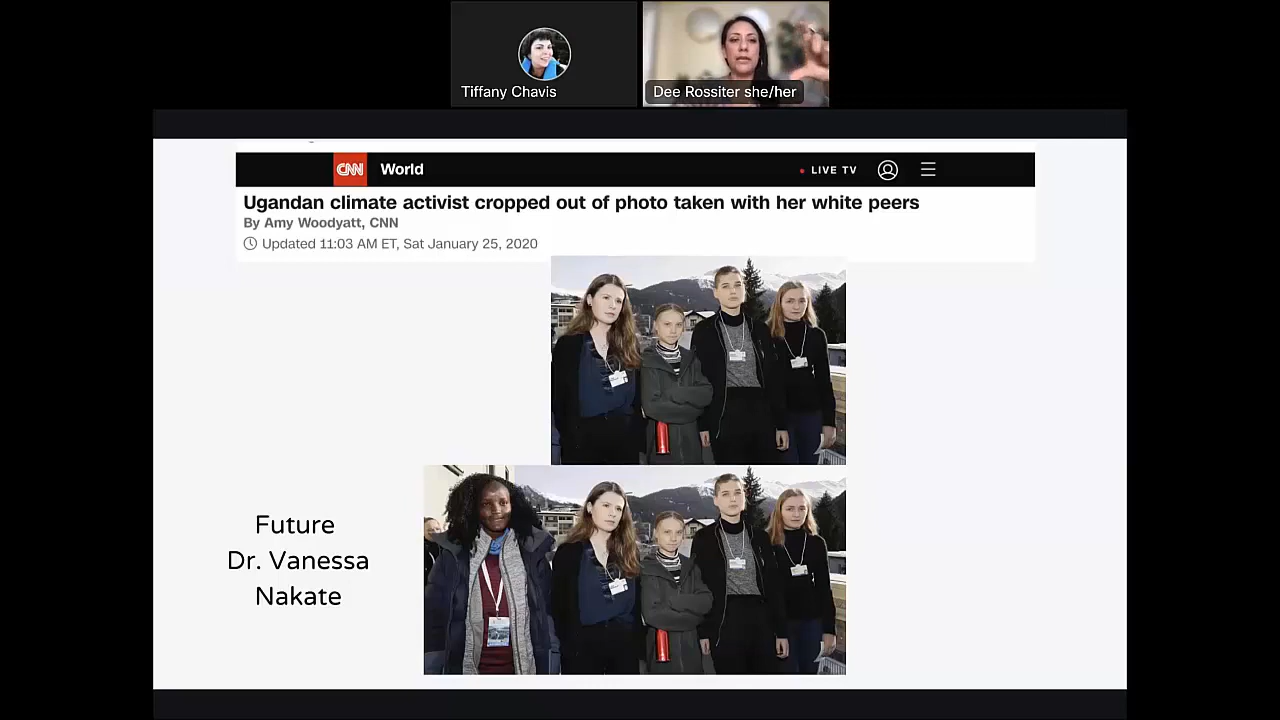 Tiffany Chavis
Dee Rossiter she/her
CNN World LIVE TV
Ugandan climate activist cropped out of photo taken with her white peers
By Amy Woodyatt, CNN
Updated 11:03 AM ET, Sat January 25, 2020
Future
Dr. Vanessa
Nakate